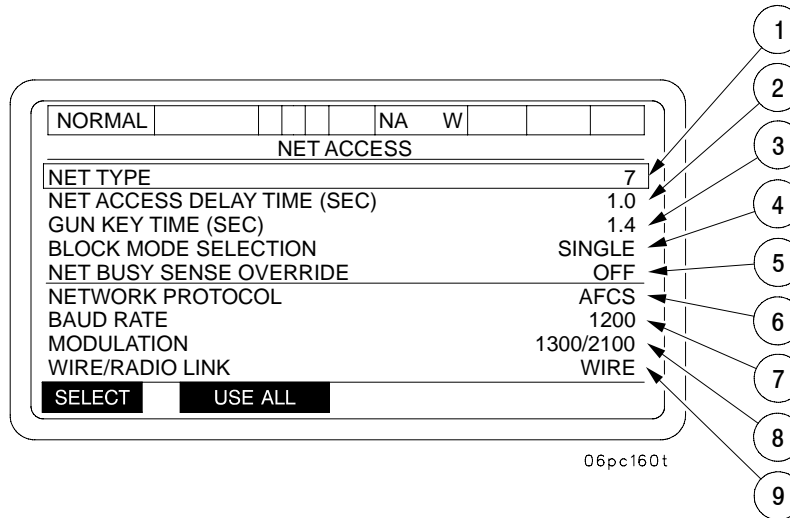 NORMAL NA W
NET ACCESS
NET TYPE 7
NET ACCESS DELAY TIME (SEC) 1.0
GUN KEY TIME (SEC) 1.4
BLOCK MODE SELECTION SINGLE
NET BUSY SENSE OVERRIDE OFF
NETWORK PROTOCOL AFCS
BAUD RATE 1200
MODULATION 1300/2100
WIRE/RADIO LINK WIRE
SELECT USE ALL
1
2
3
4
5
6
7
8
9
06pc160t